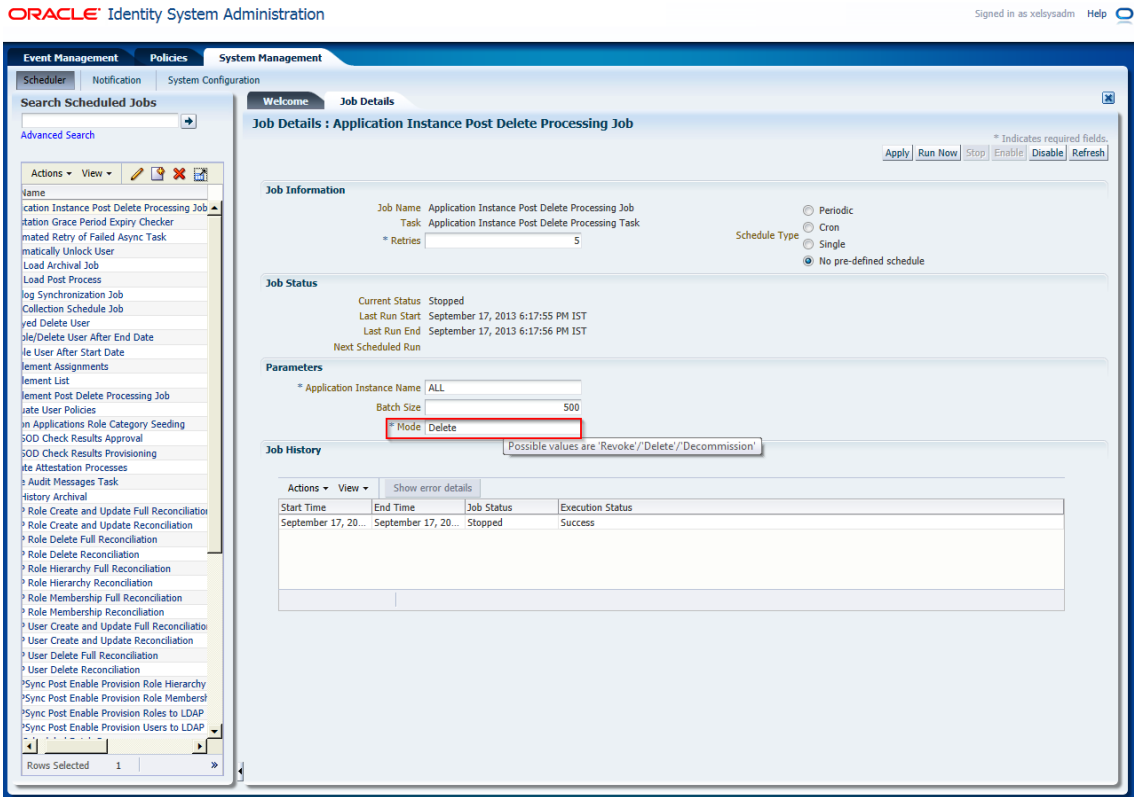 ORACLE Identity System Administration
Signed in as xelsysadm Help
Event Management Policies System Management
Scheduler Notification System Configuration
Search Scheduled Jobs
Advanced Search
Actions View
Name
ication Instance Post Delete Processing Job
station Grace Period Expiry Checker
mated Retry of Failed Async Task
matically Unlock User
Load Archival Job
Load Post Process
log Synchronization Job
Collection Schedule Job
yed Delete User
ble/Delete User After End Date
le User After Start Date
lement Assignments
lement List
lement Post Delete Processing Job
uate User Policies
on Applications Role Category Seeding
SOD Check Results Approval
SOD Check Results Provisioning
te Attestation Processes
e Audit Messages Task
History Archival
P Role Create and Update Full Reconciliation
P Role Create and Update Reconciliation
P Role Delete Full Reconciliation
P Role Delete Reconciliation
P Role Hierarchy Full Reconciliation
P Role Hierarchy Reconciliation
P Role Membership Full Reconciliation
P Role Membership Reconciliation
P User Create and Update Full Reconciliation
P User Create and Update Reconciliation
P User Delete Full Reconciliation
P User Delete Reconciliation
PSync Post Enable Provision Role Hierarchy
PSync Post Enable Provision Role Membersh
PSync Post Enable Provision Roles to LDAP
PSync Post Enable Provision Users to LDAP
Rows Selected 1 »
Welcome Job Details
Job Details : Application Instance Post Delete Processing Job
* Indicates required fields.
Apply Run Now Stop Enable Disable Refresh
Job Information
Job Name Application Instance Post Delete Processing Job
Task Application Instance Post Delete Processing Task
* Retries 5
Schedule Type
Periodic
Cron
Single
No pre-defined schedule
Job Status
Current Status Stopped
Last Run Start September 17, 2013 6:17:55 PM IST
Last Run End September 17, 2013 6:17:56 PM IST
Next Scheduled Run
Parameters
* Application Instance Name ALL
Batch Size 500
* Mode Delete
Possible values are 'Revoke'/'Delete'/'Decommission'
Job History
Actions View Show error details
Start Time End Time Job Status Execution Status
September 17, 20... September 17, 20... Stopped Success